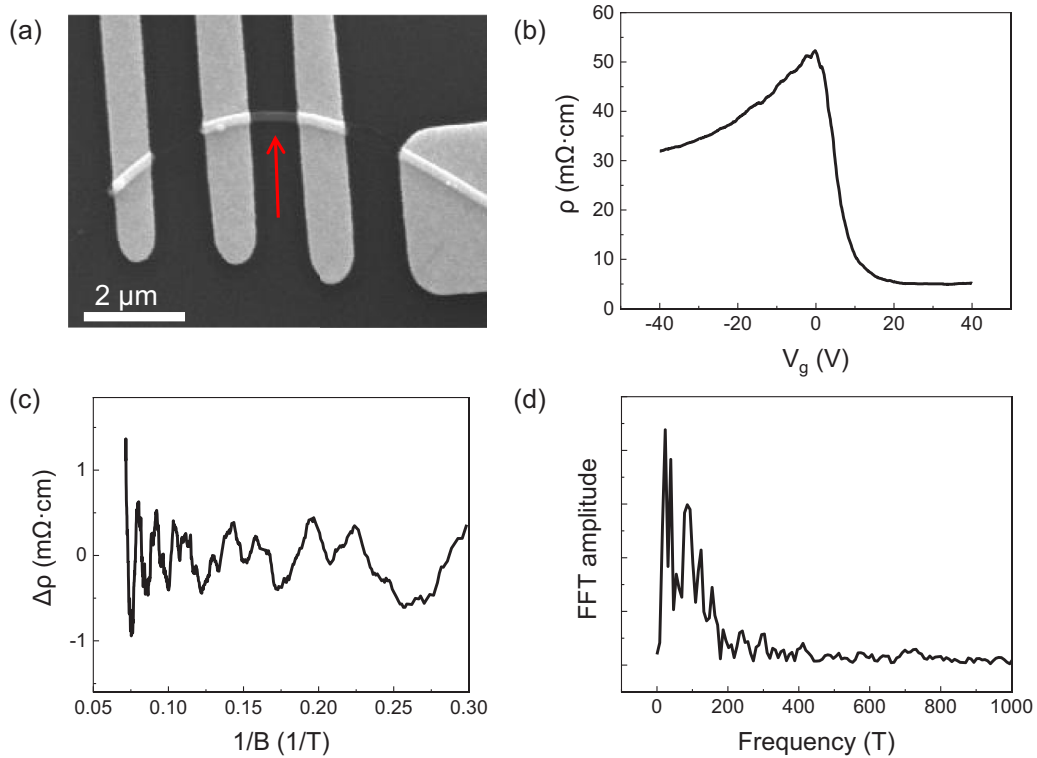 (a)
2 µm
(b)
60
50
40
30
20
10
0
ρ (mΩ·cm)
-40 -20 0 20 40
V_g (V)
(c)
1
0
-1
Δρ (mΩ·cm)
0.05 0.10 0.15 0.20 0.25 0.30
1/B (1/T)
(d)
FFT amplitude
0 200 400 600 800 1000
Frequency (T)